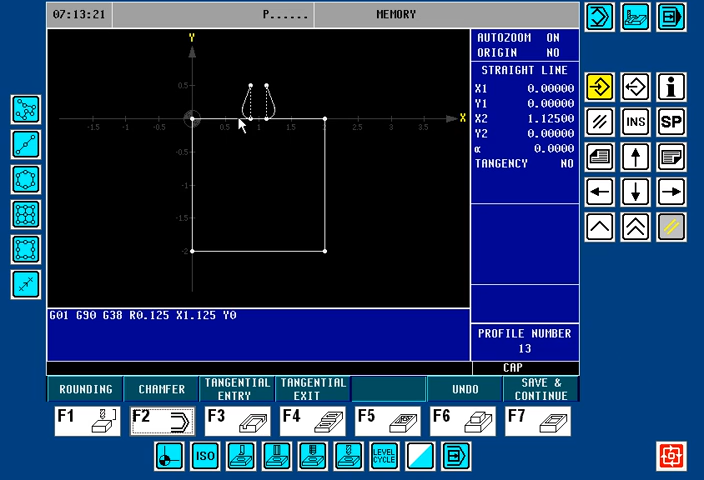 07:13:21 P...... MEMORY
AUTOZOOM ON
ORIGIN NO
STRAIGHT LINE
X1 0.00000
Y1 0.00000
X2 1.12500
Y2 0.00000
α 0.0000
TANGENCY NO
Y
0.5
X
-1.5 -1 -0.5 0 0.5 1 1.5 2 2.5 3 3.5
-0.5
-1
-1.5
-2
G01 G90 G38 R0.125 X1.125 Y0
PROFILE NUMBER
13
CAP
ROUNDING
CHAMFER
TANGENTIAL
ENTRY
TANGENTIAL
EXIT
UNDO
SAVE &
CONTINUE
F1 F2 F3 F4 F5 F6 F7
ISO
LEVEL
CYCLE
INS SP